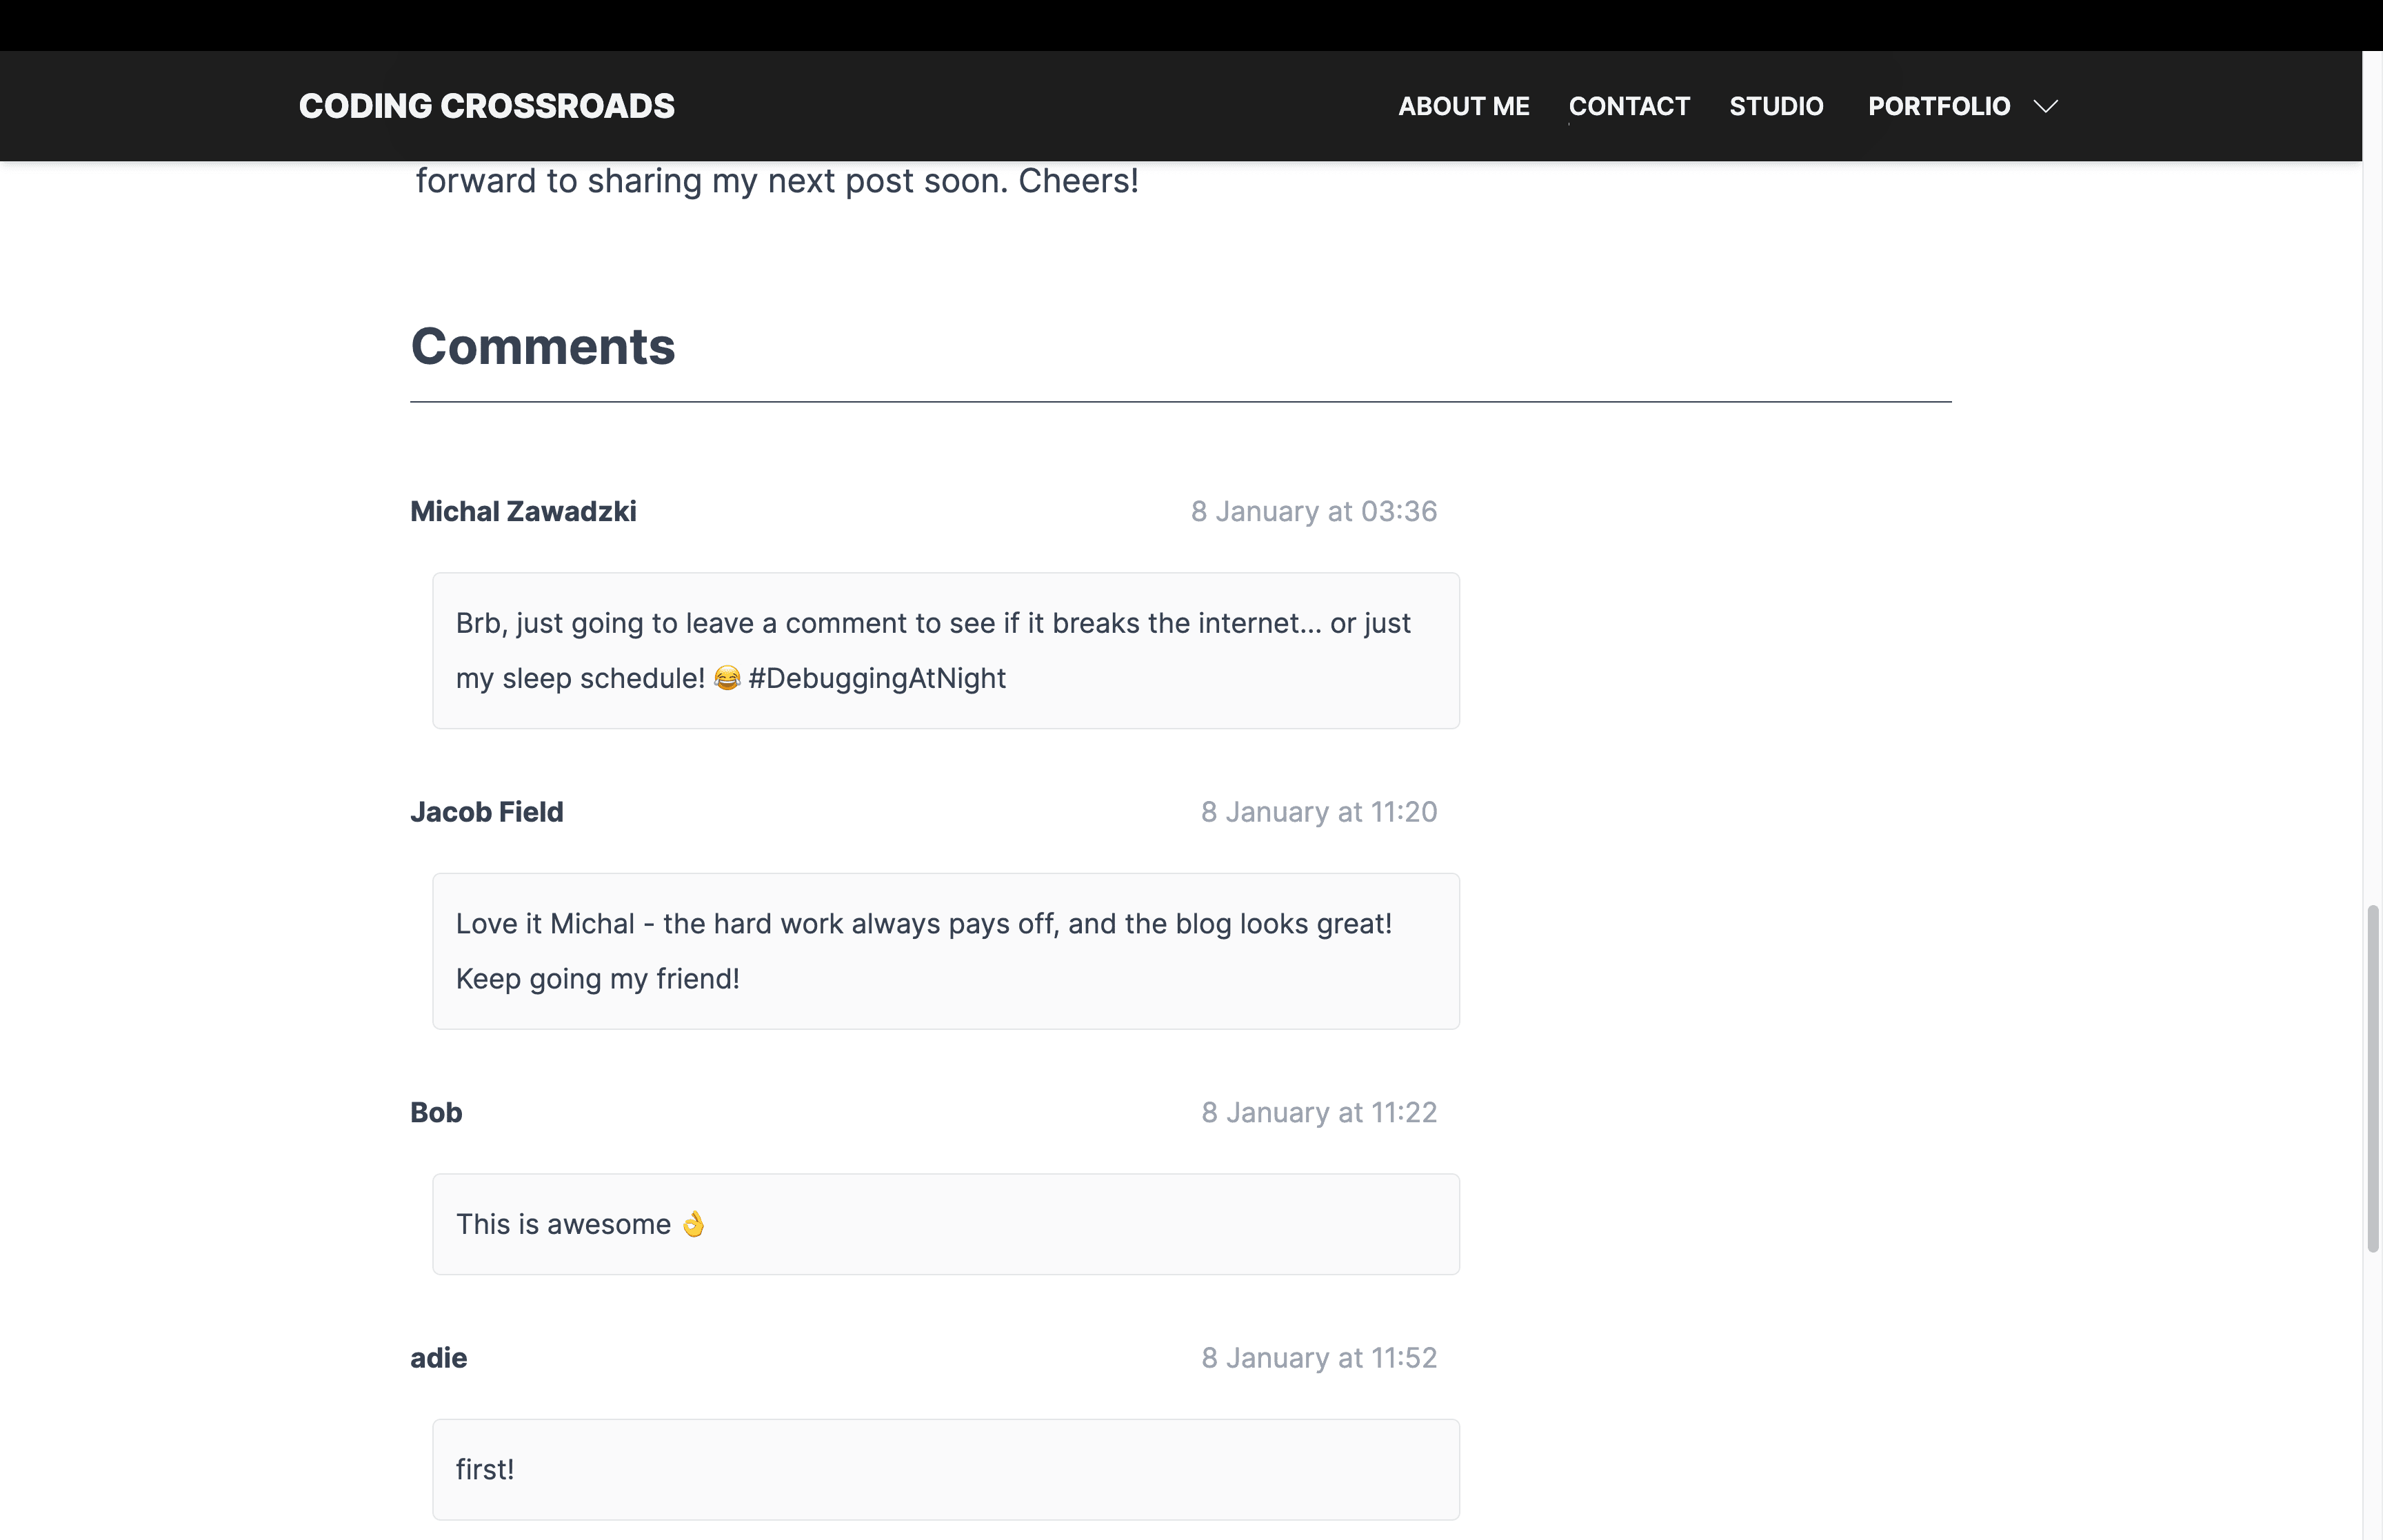 CODING CROSSROADS ABOUT ME CONTACT STUDIO PORTFOLIO
forward to sharing my next post soon. Cheers!
Comments
Michal Zawadzki 8 January at 03:36
Brb, just going to leave a comment to see if it breaks the internet... or just
my sleep schedule! 😂 #DebuggingAtNight
Jacob Field 8 January at 11:20
Love it Michal - the hard work always pays off, and the blog looks great!
Keep going my friend!
Bob 8 January at 11:22
This is awesome 👌
adie 8 January at 11:52
first!